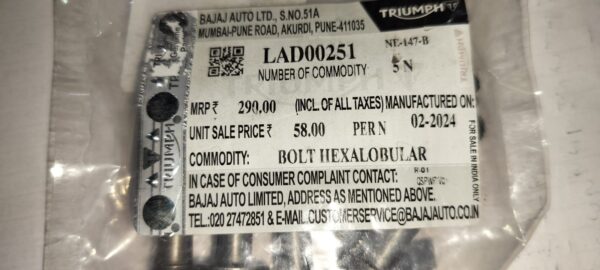 BAJAJ AUTO LTD., S.NO.51A
MUMBAI-PUNE ROAD, AKURDI, PUNE-411035
TRIUMPH
LAD00251
NE-147-B
NUMBER OF COMMODITY 5 N
MRP₹ 290.00 (INCL. OF ALL TAXES) MANUFACTURED ON:
UNIT SALE PRICE₹ 58.00 PER N 02-2024
COMMODITY: BOLT HEXALOBULAR
IN CASE OF CONSUMER COMPLAINT CONTACT: R-01
BAJAJ AUTO LIMITED, ADDRESS AS MENTIONED ABOVE.
TEL.:020 27472851 & E-MAIL.CUSTOMERSERVICE@BAJAJAUTO.CO.IN
FOR SALE IN INDIA ONLY
TRIUMPH